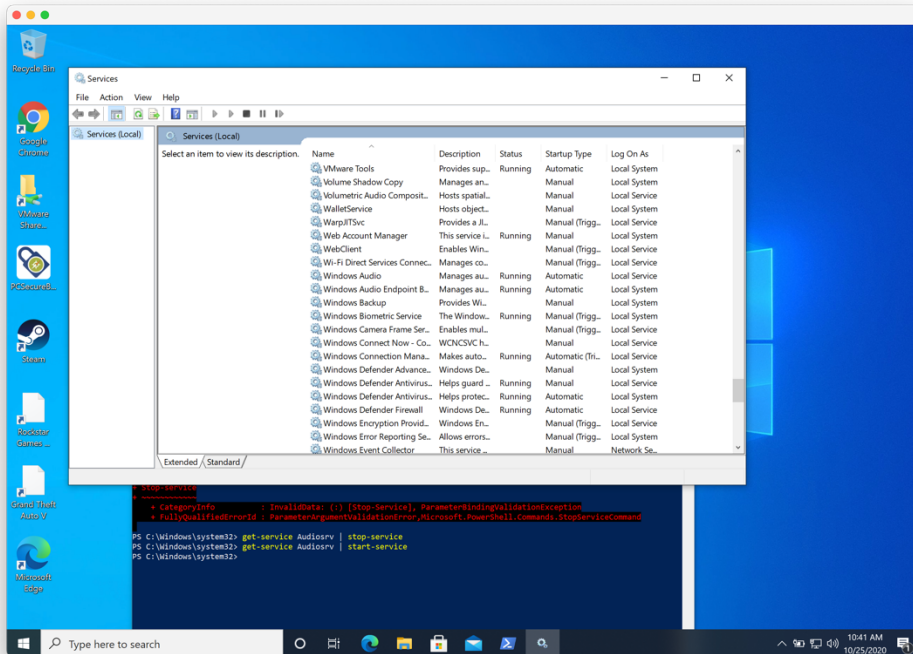 Recycle Bin
Google
Chrome
VMware
Share...
PCSecureB...
Steam
Rockstar
Games ...
Grand Theft
Auto V
Microsoft
Edge
Services
File Action View Help
Services (Local)
Services (Local)
Select an item to view its description.
Name Description Status Startup Type Log On As
VMware Tools Provides sup... Running Automatic Local System
Volume Shadow Copy Manages an... Manual Local System
Volumetric Audio Composit... Hosts spatial... Manual Local Service
WalletService Hosts object... Manual Local System
WarpJITSvc Provides a JI... Manual (Trigg... Local Service
Web Account Manager This service i... Running Manual Local System
WebClient Enables Win... Manual (Trigg... Local Service
Wi-Fi Direct Services Connec... Manages co... Manual (Trigg... Local Service
Windows Audio Manages au... Running Automatic Local Service
Windows Audio Endpoint B... Manages au... Running Automatic Local System
Windows Backup Provides Wi... Manual Local System
Windows Biometric Service The Window... Running Manual (Trigg... Local System
Windows Camera Frame Ser... Enables mul... Manual (Trigg... Local Service
Windows Connect Now - Co... WCNCSVC h... Manual Local Service
Windows Connection Mana... Makes auto... Running Automatic (Tri... Local Service
Windows Defender Advance... Windows De... Manual Local System
Windows Defender Antivirus... Helps guard ... Running Manual Local Service
Windows Defender Antivirus... Helps protec... Running Automatic Local System
Windows Defender Firewall Windows De... Running Automatic Local Service
Windows Encryption Provid... Windows En... Manual (Trigg... Local Service
Windows Error Reporting Se... Allows errors... Manual (Trigg... Local System
Windows Event Collector This service ... Manual Network Se...
Extended Standard
+ Stop-service
+ ~~~~~~~~~~~~
+ CategoryInfo : InvalidData: (:) [Stop-Service], ParameterBindingValidationException
+ FullyQualifiedErrorId : ParameterArgumentValidationError,Microsoft.PowerShell.Commands.StopServiceCommand
PS C:\Windows\system32> get-service Audiosrv | stop-service
PS C:\Windows\system32> get-service Audiosrv | start-service
PS C:\Windows\system32>
Type here to search
10:41 AM
10/25/2020